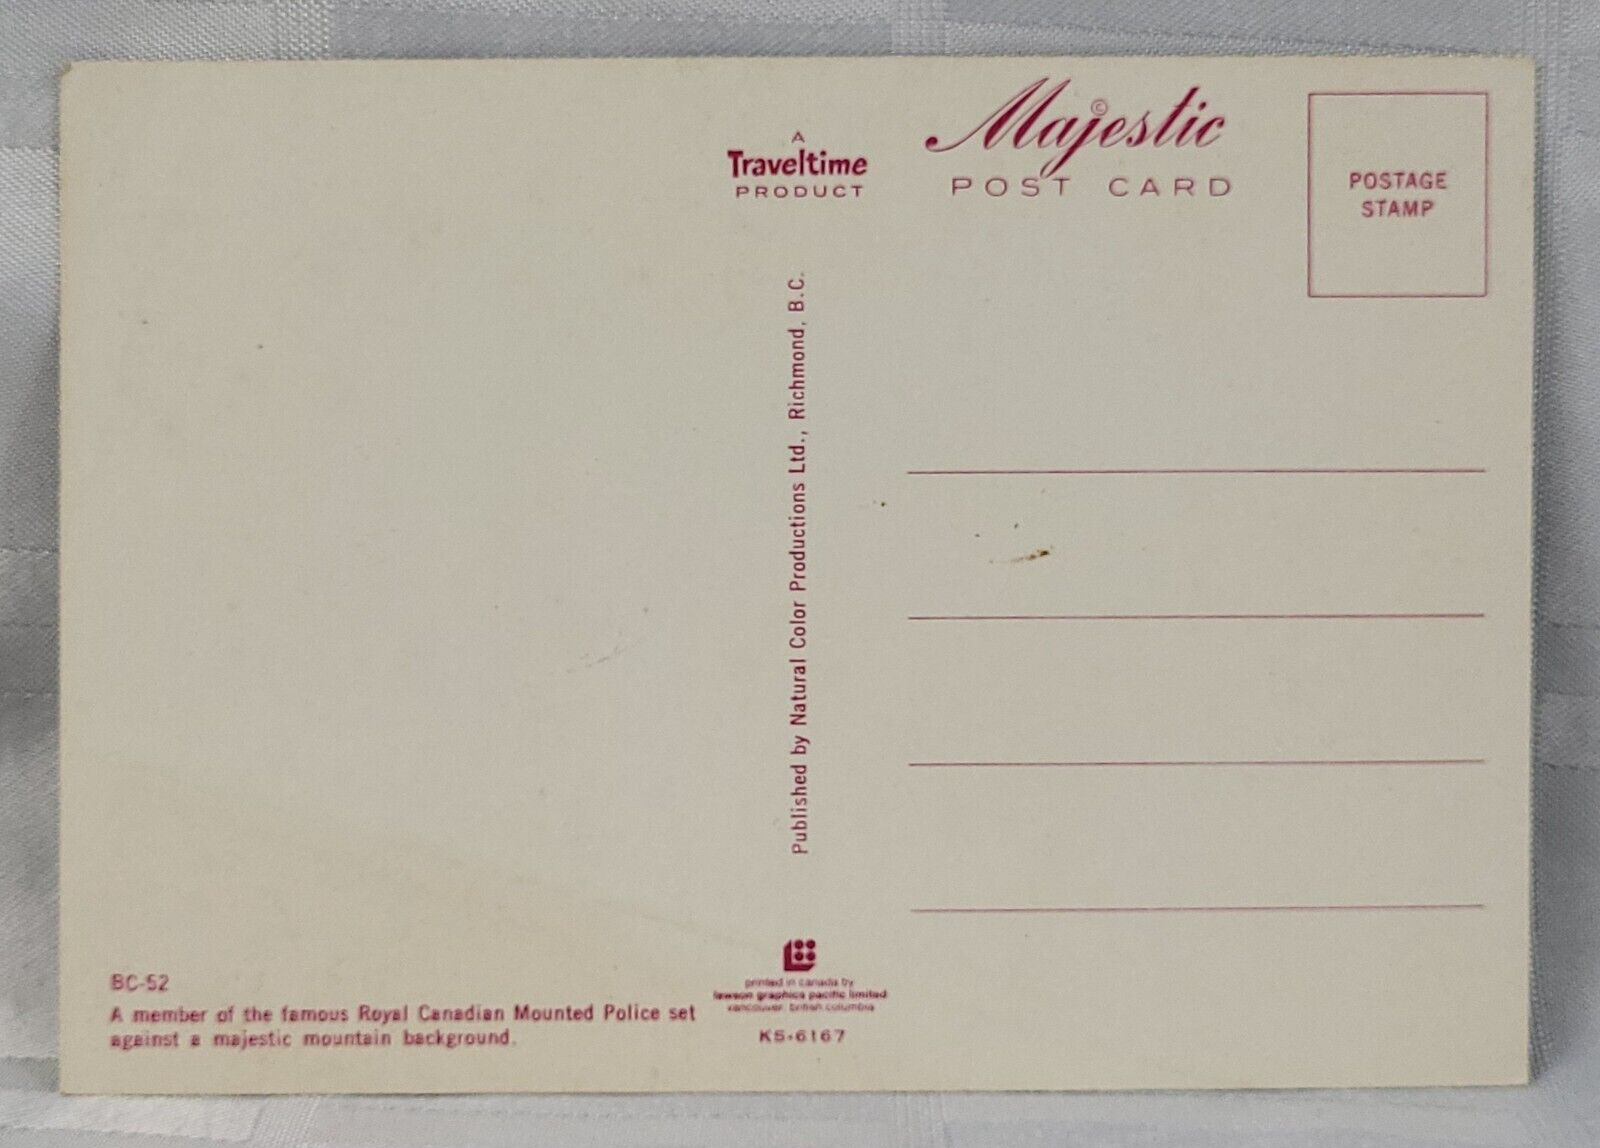 A
Traveltime
PRODUCT
Majestic ©
POST CARD
POSTAGE
STAMP
Published by Natural Color Productions Ltd., Richmond, B.C.
BC-52
A member of the famous Royal Canadian Mounted Police set
against a majestic mountain background.
printed in canada by
lawson graphics pacific limited
vancouver, british columbia
KS-6167